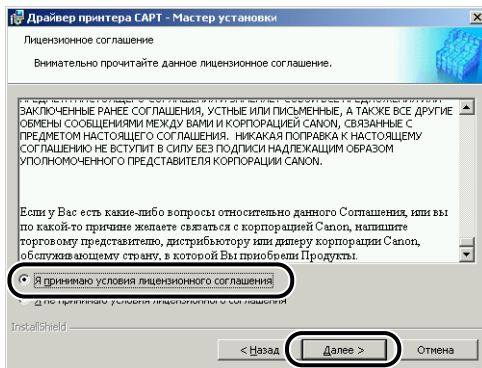 Драйвер принтера CAPT - Мастер установки
Лицензионное соглашение
Внимательно прочитайте данное лицензионное соглашение.
ЗАКЛЮЧЕННЫЕ РАНЕЕ СОГЛАШЕНИЯ, УСТНЫЕ ИЛИ ПИСЬМЕННЫЕ, А ТАКЖЕ ВСЕ ДРУГИЕ
ОБМЕНЫ СООБЩЕНИЯМИ МЕЖДУ ВАМИ И КОРПОРАЦИЕЙ CANON, СВЯЗАННЫЕ С
ПРЕДМЕТОМ НАСТОЯЩЕГО СОГЛАШЕНИЯ. НИКАКАЯ ПОПРАВКА К НАСТОЯЩЕМУ
СОГЛАШЕНИЮ НЕ ВСТУПИТ В СИЛУ БЕЗ ПОДПИСИ НАДЛЕЖАЩИМ ОБРАЗОМ
УПОЛНОМОЧЕННОГО ПРЕДСТАВИТЕЛЯ КОРПОРАЦИИ CANON.
Если у Вас есть какие-либо вопросы относительно данного Соглашения, или вы
по какой-то причине желаете связаться с корпорацией Canon, напишите
торговому представителю, дистрибьютору или дилеру корпорации Canon,
обслуживающему страну, в которой Вы приобрели Продукты.
Я принимаю условия лицензионного соглашения
Я не принимаю условия лицензионного соглашения
InstallShield
< Назад
Далее >
Отмена